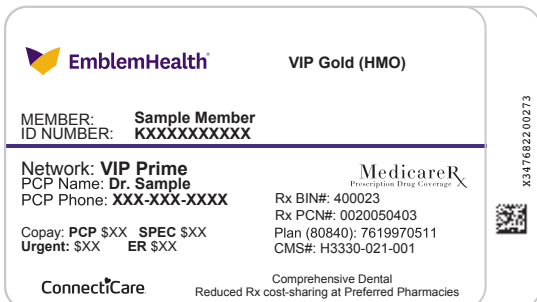 EmblemHealth®
VIP Gold (HMO)
MEMBER: Sample Member
ID NUMBER: KXXXXXXXXXX
Network: VIP Prime
PCP Name: Dr. Sample
PCP Phone: XXX-XXX-XXXX
Copay: PCP $XX SPEC $XX
Urgent: $XX ER $XX
ConnectiCare
MedicareRx
Prescription Drug Coverage
Rx BIN#: 400023
Rx PCN#: 0020050403
Plan (80840): 7619970511
CMS#: H3330-021-001
Comprehensive Dental
Reduced Rx cost-sharing at Preferred Pharmacies
X347682200273